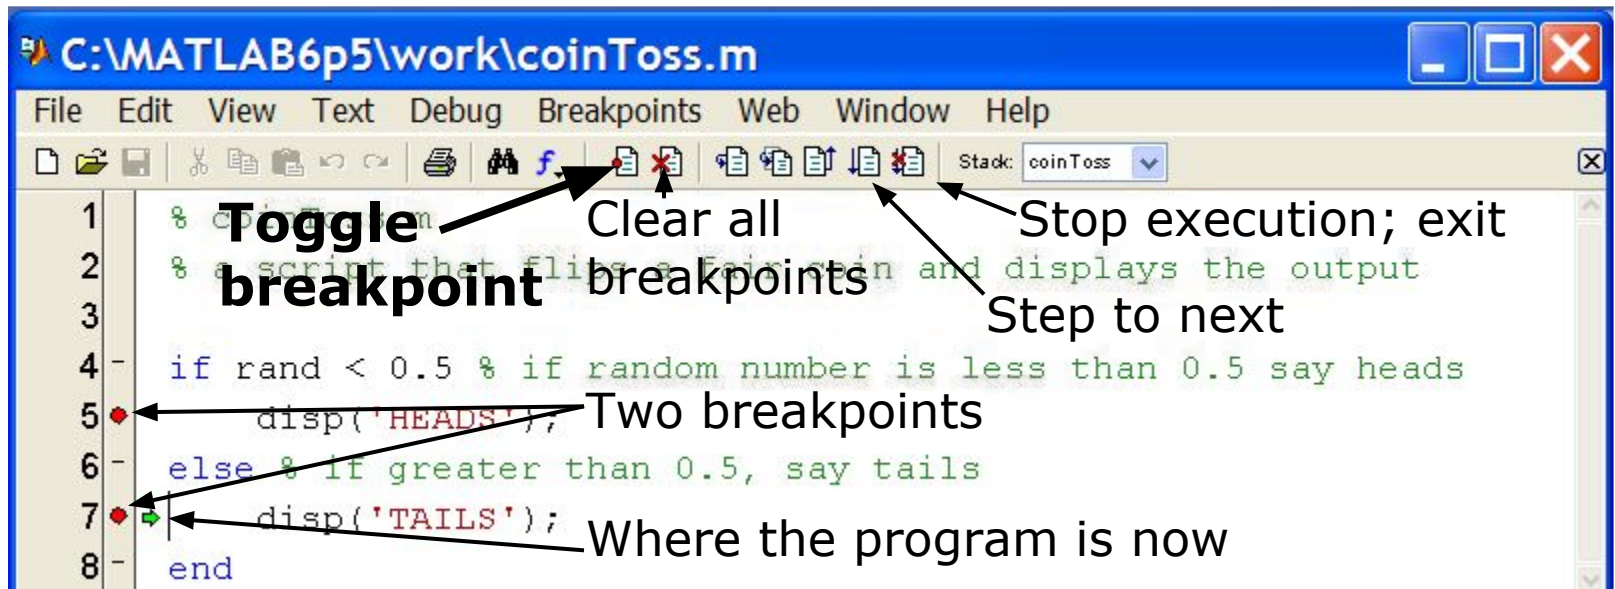 C:\MATLAB6p5\work\coinToss.m
File Edit View Text Debug Breakpoints Web Window Help
Stack: coinToss
Toggle breakpoint
Clear all breakpoints
Stop execution; exit
Step to next
1 % coinToss.m
2 % a script that flips a fair coin and displays the output
3
4 - if rand < 0.5 % if random number is less than 0.5 say heads
5 disp('HEADS');
Two breakpoints
6 - else % if greater than 0.5, say tails
7 disp('TAILS');
Where the program is now
8 - end